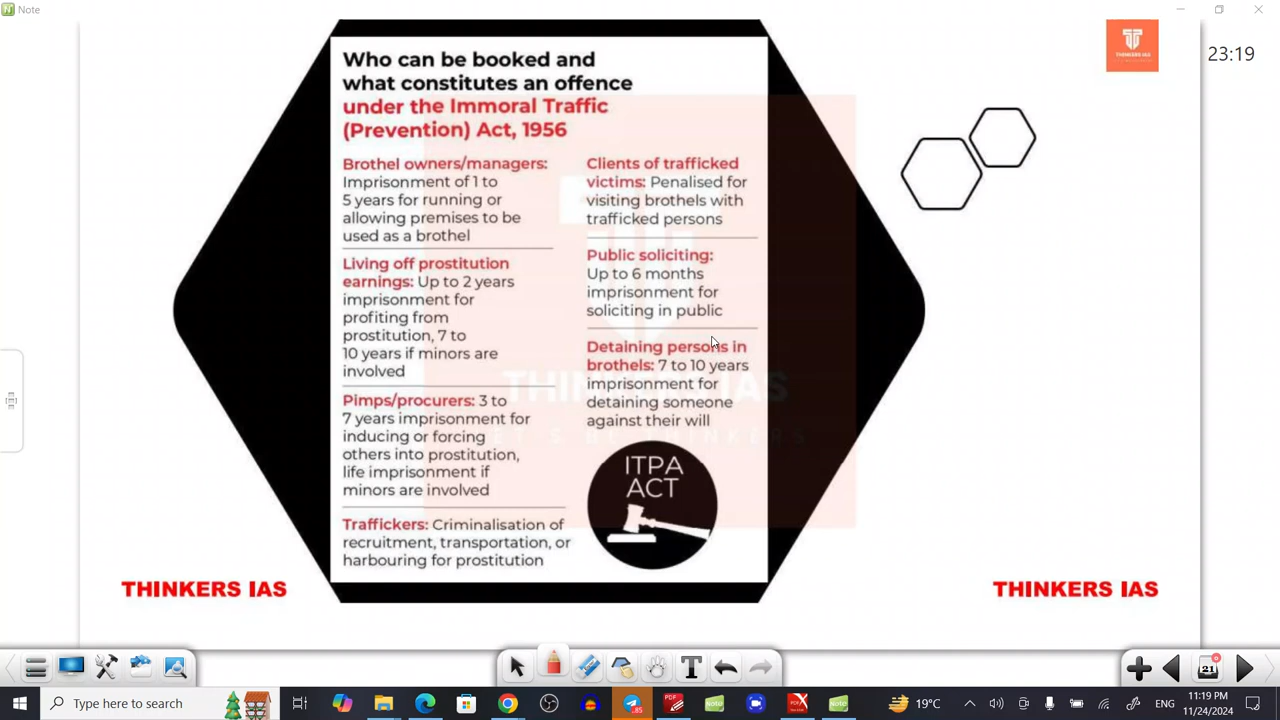 Note
THINKERS IAS
23:19
Who can be booked and
what constitutes an offence
under the Immoral Traffic
(Prevention) Act, 1956
Brothel owners/managers:
Imprisonment of 1 to
5 years for running or
allowing premises to be
used as a brothel
Living off prostitution
earnings: Up to 2 years
imprisonment for
profiting from
prostitution, 7 to
10 years if minors are
involved
Pimps/procurers: 3 to
7 years imprisonment for
inducing or forcing
others into prostitution,
life imprisonment if
minors are involved
Traffickers: Criminalisation of
recruitment, transportation, or
harbouring for prostitution
Clients of trafficked
victims: Penalised for
visiting brothels with
trafficked persons
Public soliciting:
Up to 6 months
imprisonment for
soliciting in public
Detaining persons in
brothels: 7 to 10 years
imprisonment for
detaining someone
against their will
ITPA
ACT
THINKERS IAS
THINKERS IAS
THINKERS IAS
21
Type here to search
85
19°C
ENG
11:19 PM
11/24/2024